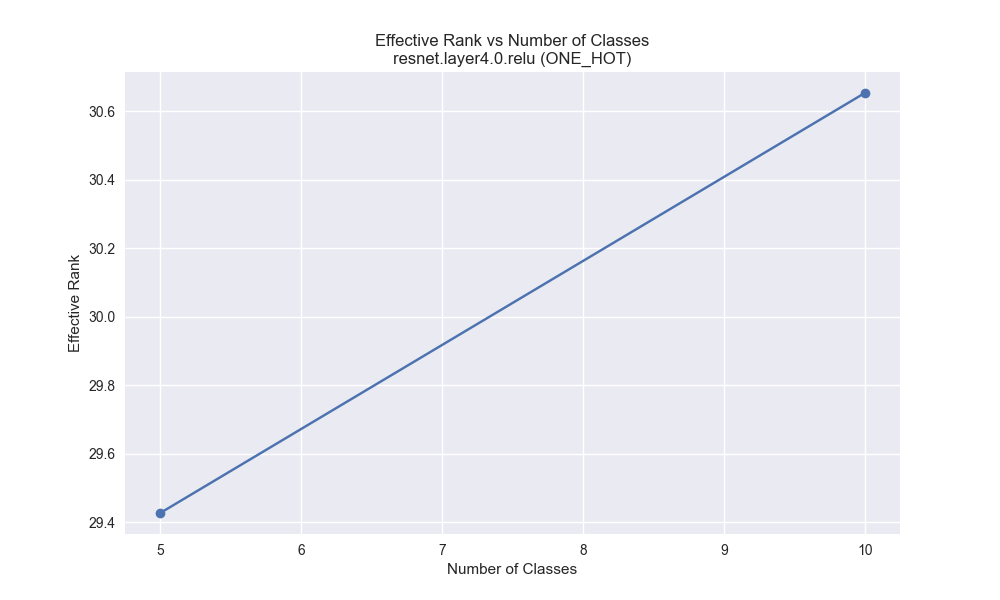 Effective Rank vs Number of Classes
resnet.layer4.0.relu (ONE_HOT)
Effective Rank
30.6
30.4
30.2
30.0
29.8
29.6
29.4
5 6 7 8 9 10
Number of Classes